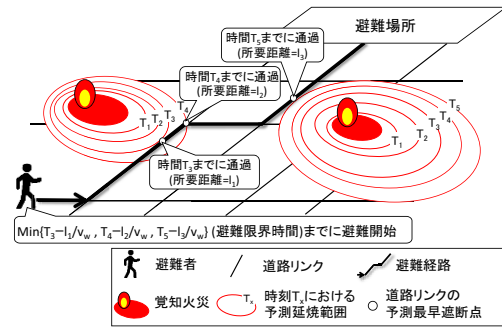 避難場所
時間T5までに通過
(所要距離=l3)
時間T4までに通過
(所要距離=l2)
T1 T2 T3 T4
T1 T2 T3 T4 T5
時間T3までに通過
(所要距離=l1)
Min{T3−l1/vw , T4−l2/vw , T5−l3/vw} (避難限界時間)までに避難開始
避難者
道路リンク
避難経路
覚知火災
Tx
時刻Txにおける
予測延焼範囲
道路リンクの
予測最早遮断点